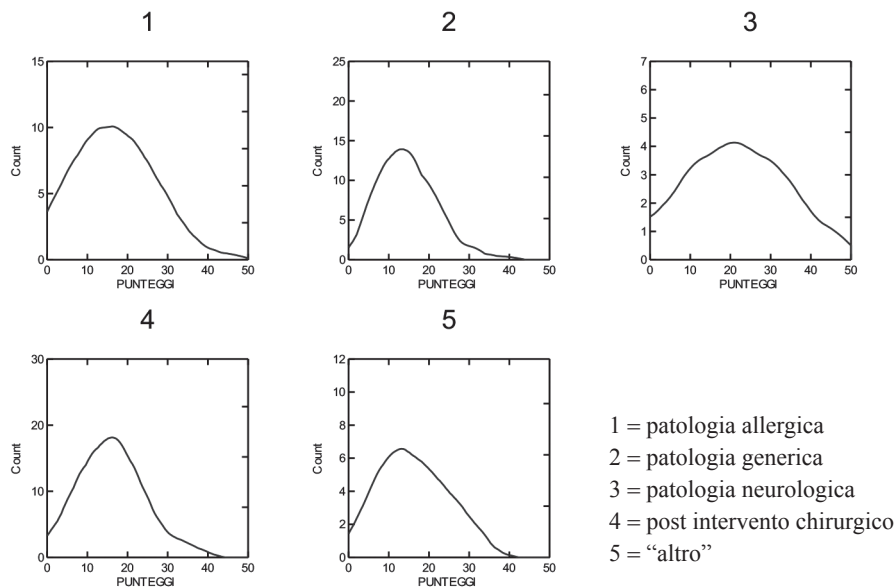 1
2
3
15
10
5
0
Count
0 10 20 30 40 50
PUNTEGGI
25
20
15
10
5
0
Count
0 10 20 30 40 50
PUNTEGGI
7
6
5
4
3
2
1
0
Count
0 10 20 30 40 50
PUNTEGGI
4
5
30
20
10
0
Count
0 10 20 30 40 50
PUNTEGGI
12
10
8
6
4
2
0
Count
0 10 20 30 40 50
PUNTEGGI
1 = patologia allergica
2 = patologia generica
3 = patologia neurologica
4 = post intervento chirurgico
5 = “altro”